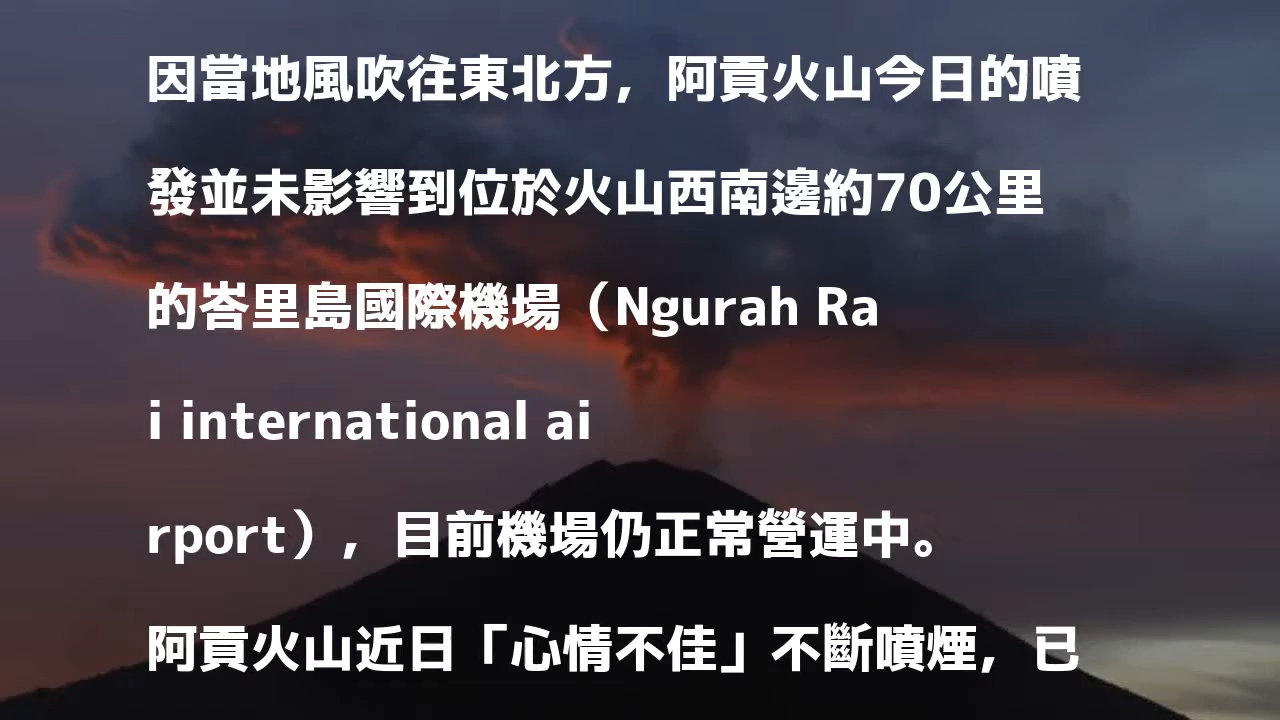 因當地風吹往東北方，阿貢火山今日的噴
發並未影響到位於火山西南邊約70公里
的峇里島國際機場（Ngurah Ra
i international ai
rport），目前機場仍正常營運中。
阿貢火山近日「心情不佳」不斷噴煙，已